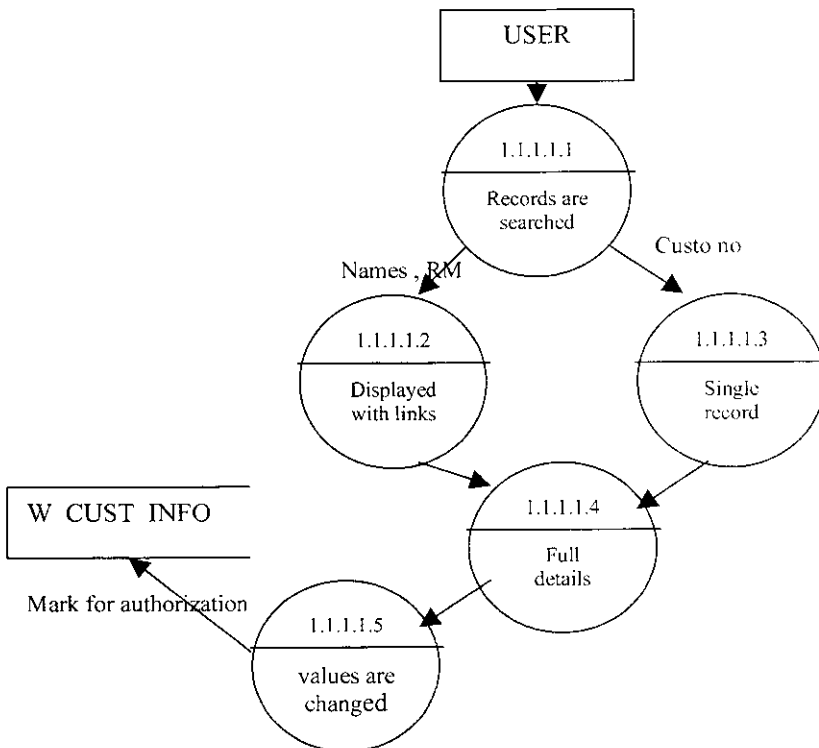 USER
1.1.1.1.1
Records are
searched
Names , RM
Custo no
1.1.1.1.2
Displayed
with links
1.1.1.1.3
Single
record
W CUST INFO
1.1.1.1.4
Full
details
Mark for authorization
1.1.1.1.5
values are
changed